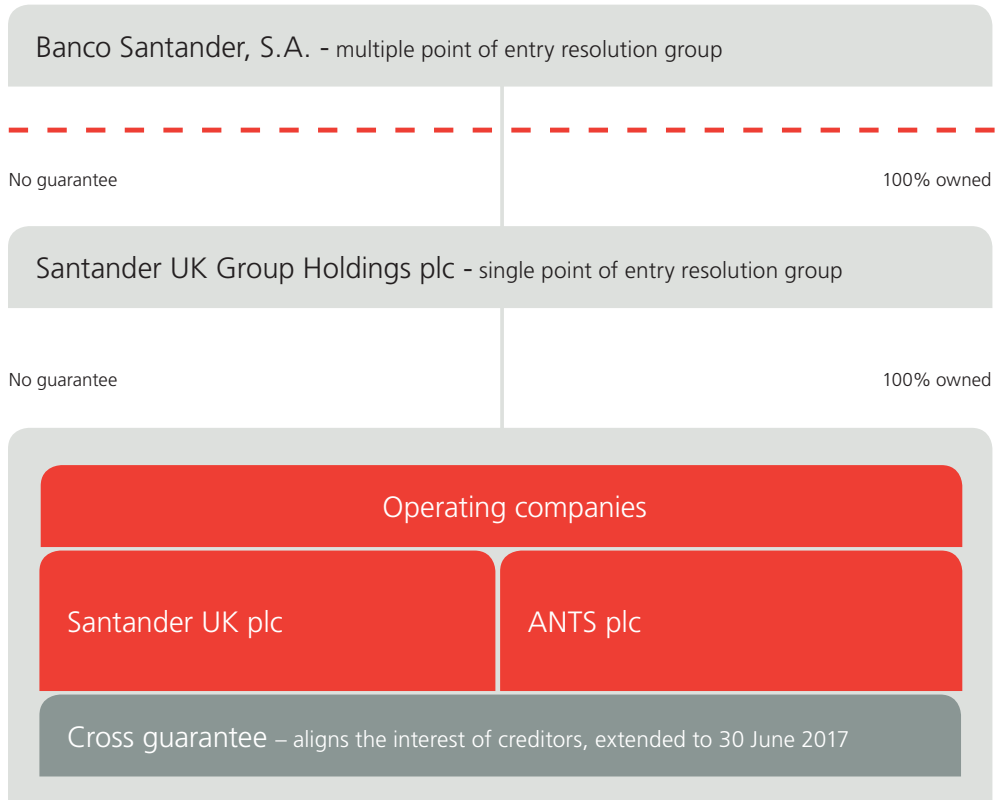 Banco Santander, S.A. - multiple point of entry resolution group
No guarantee
100% owned
Santander UK Group Holdings plc - single point of entry resolution group
No guarantee
100% owned
Operating companies
Santander UK plc
ANTS plc
Cross guarantee – aligns the interest of creditors, extended to 30 June 2017